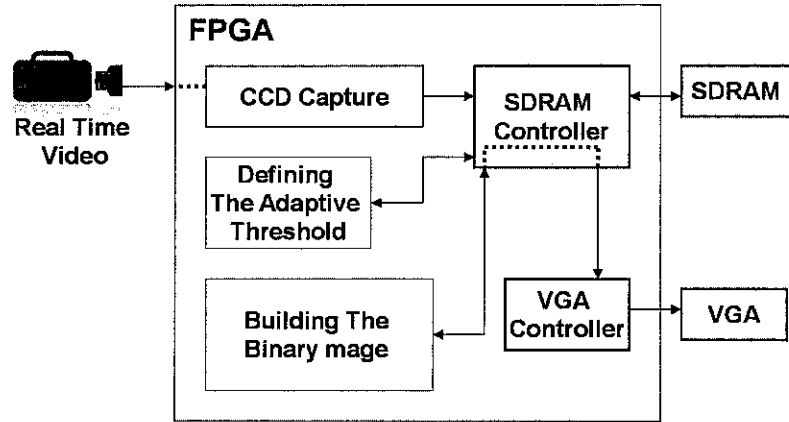 FPGA
Real Time
Video
CCD Capture
SDRAM
Controller
SDRAM
Defining
The Adaptive
Threshold
Building The
Binary mage
VGA
Controller
VGA